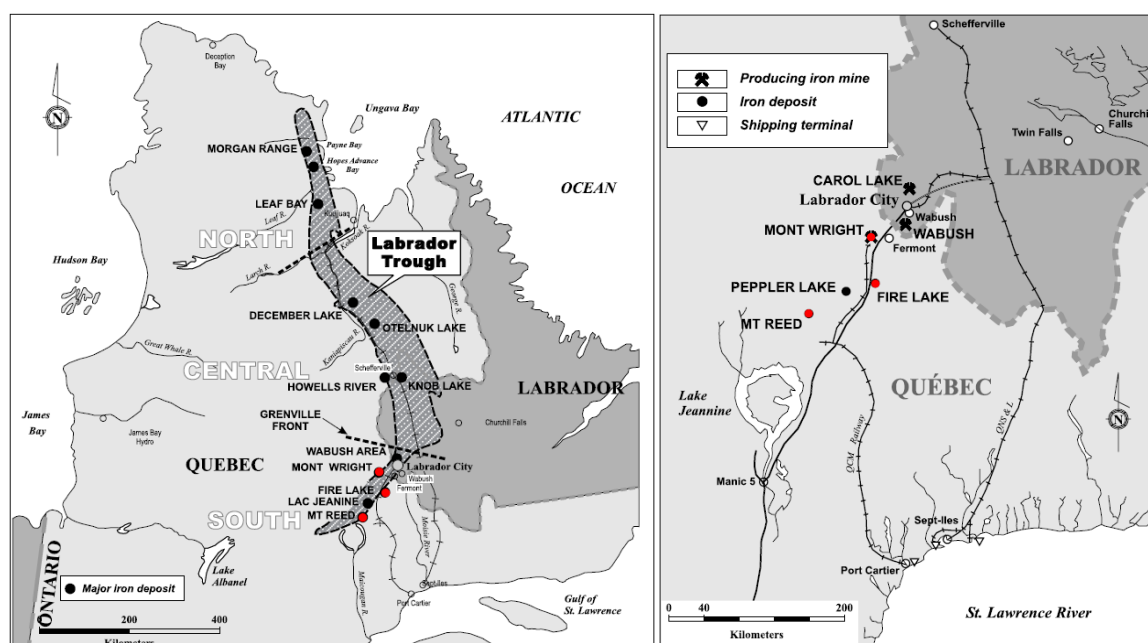 Deception
Bay
N
Ungava Bay
ATLANTIC
OCEAN
MORGAN RANGE
Payne Bay
Hopes Advance
Bay
LEAF BAY
Leaf R.
Kuujjuaq
NORTH
Koksoak R.
Larch R.
Labrador
Trough
Hudson Bay
George R.
DECEMBER LAKE
OTELNUK LAKE
Kaniapiscau R.
Great Whale R.
CENTRAL
Schefferville
HOWELLS RIVER
KNOB LAKE
LABRADOR
GRENVILLE
FRONT
Churchill Falls
James
Bay
James Bay
Hydro
WABUSH AREA
QUEBEC
MONT WRIGHT
Labrador City
Wabush
Fermont
FIRE LAKE
LAC JEANINE
SOUTH
MT REED
Moisie River
ONTARIO
Lake
Albanel
Major iron deposit
Sept-Iles
Port Cartier
Gulf of
St. Lawrence
0 200 400
Kilometers
Schefferville
Producing iron mine
Iron deposit
Shipping terminal
N
Churchi
Falls
Twin Falls
LABRADOR
CAROL LAKE
Labrador City
Wabush
WABUSH
MONT WRIGHT
Fermont
PEPPLER LAKE
FIRE LAKE
MT REED
QUÉBEC
Lake
Jeannine
QCM Railway
QNS & L
Manic 5
Sept-Iles
Port Cartier
0 40 120 200
Kilometers
St. Lawrence River